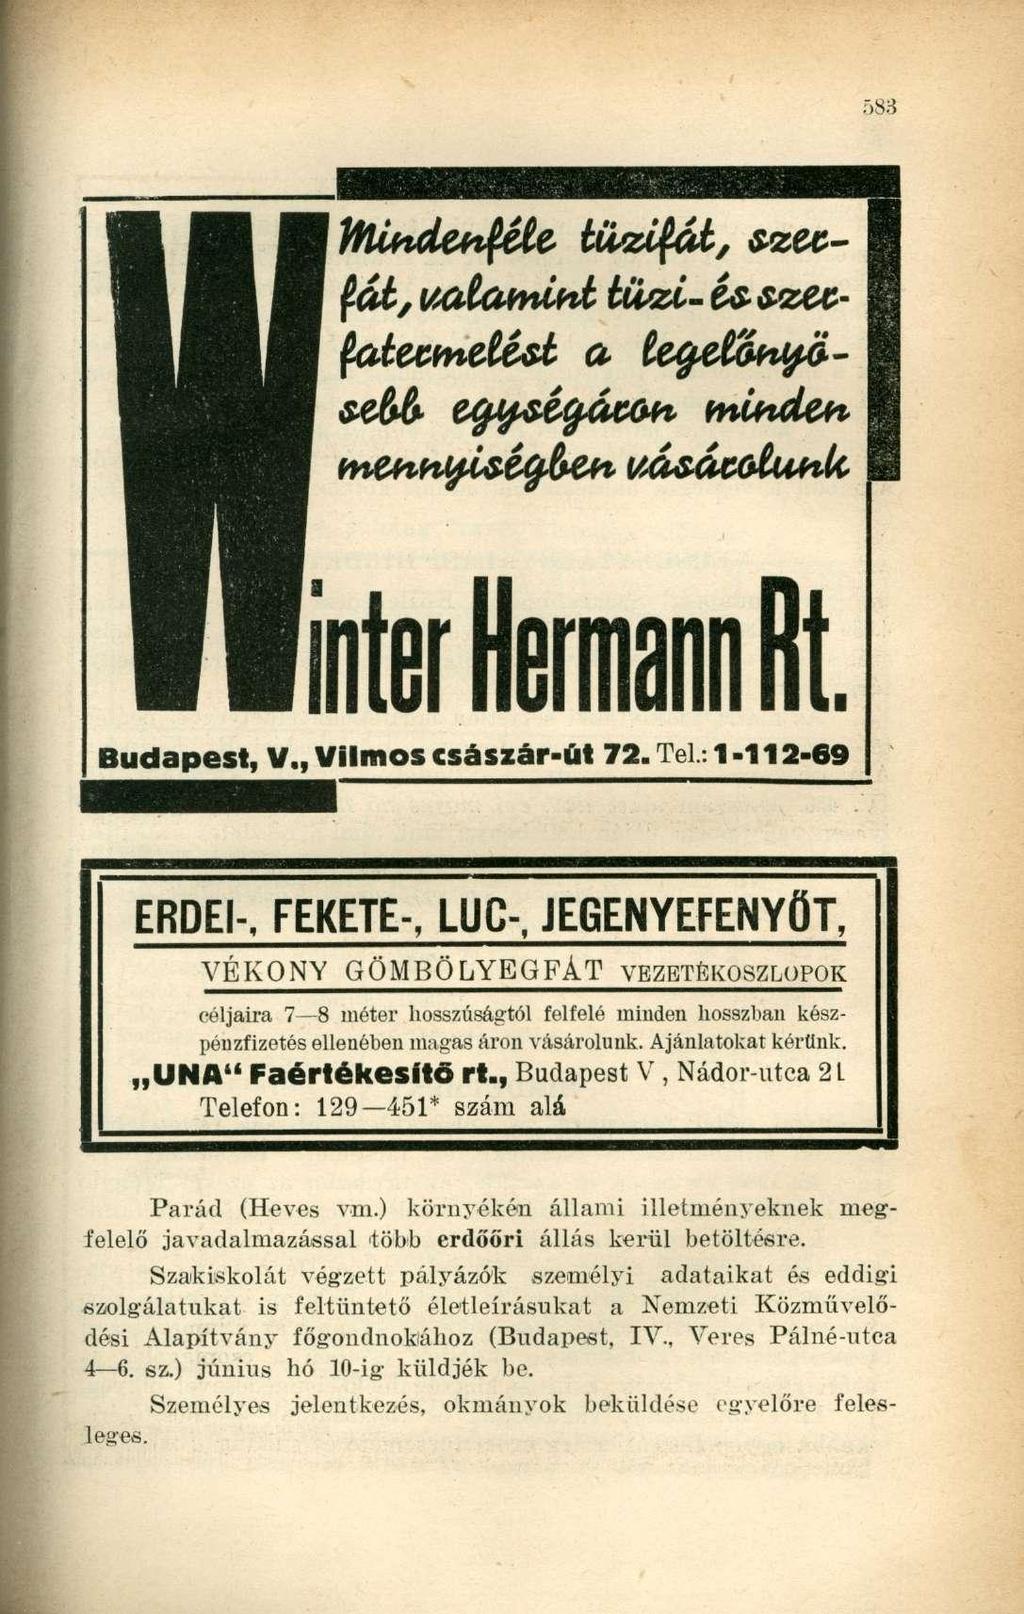 583
Mindenféle tüzifát, szer-
fát, valamint tüzi- és szer-
fatermelést a legelőnyö-
sebb egységáron minden
mennyiségben vásárolunk
Winter Hermann Rt.
Budapest, V., Vilmos császár-út 72. Tel.: 1-112-69
ERDEI-, FEKETE-, LUC-, JEGENYEFENYŐT,
VÉKONY GÖMBÖLYEGFÁT VEZETÉKOSZLOPOK
céljaira 7—8 méter hosszúságtól felfelé minden hosszban kész-
pénzfizetés ellenében magas áron vásárolunk. Ajánlatokat kérünk.
„UNA“ Faértékesítő rt., Budapest V, Nádor-utca 21
Telefon: 129—451* szám alá
Parád (Heves vm.) környékén állami illetményeknek meg-
felelő javadalmazással több erdőőri állás kerül betöltésre.
Szakiskolát végzett pályázók személyi adataikat és eddigi
szolgálatukat is feltüntető életleírásukat a Nemzeti Közművelő-
dési Alapítvány főgondnokához (Budapest, IV., Veres Pálné-utca
4—6. sz.) június hó 10-ig küldjék be.
Személyes jelentkezés, okmányok beküldése egyelőre feles-
leges.